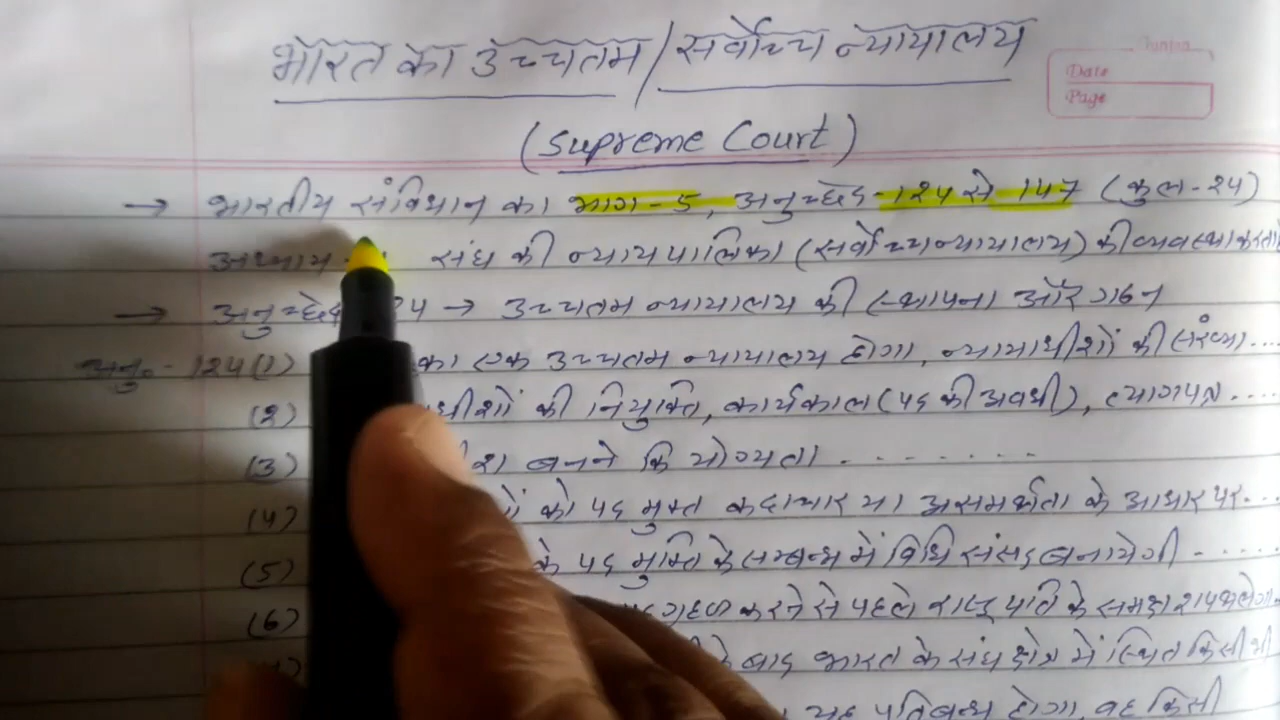 भारत का उच्चतम / सर्वोच्च न्यायालय
Date
Page
(Supreme Court)
→ भारतीय संविधान का भाग-5, अनुच्छेद-124 से 147 (कुल-24)
अध्याय संघ की न्यायपालिका (सर्वोच्च न्यायालय) की व्यवस्था करता
→ अनुच्छेद 24 → उच्चतम न्यायालय की स्थापना और गठन
अनु०- 124 (1) का एक उच्चतम न्यायालय होगा, न्यायाधीशों की संख्या....
(2) धीशों की नियुक्ति, कार्यकाल (पद की अवधी), त्यागपत्र....
(3) बनने कि योग्यता ........
(4) को पद मुक्त कदाचार या असमर्थता के आधार पर...
(5) के पद मुक्ति के सम्बन्ध में विधि संसद बनायेगी ......
(6) ग्रहण करने से पहले राष्ट्रपति के समक्ष शपथ लेगा..
के बाद भारत के संघ क्षेत्र में स्थित किसी भी
यह प्रतिबन्ध होगा, वह किसी